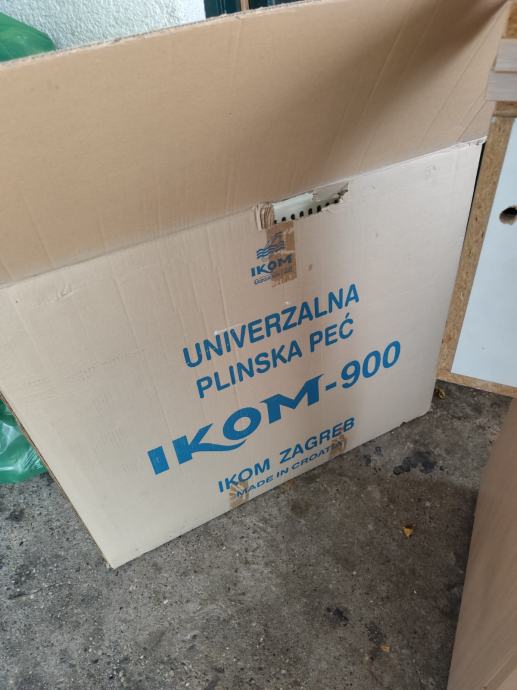 IKOM
UNIVERZALNA
PLINSKA PEĆ
IKOM-900
IKOM ZAGREB
MADE IN CROATIA